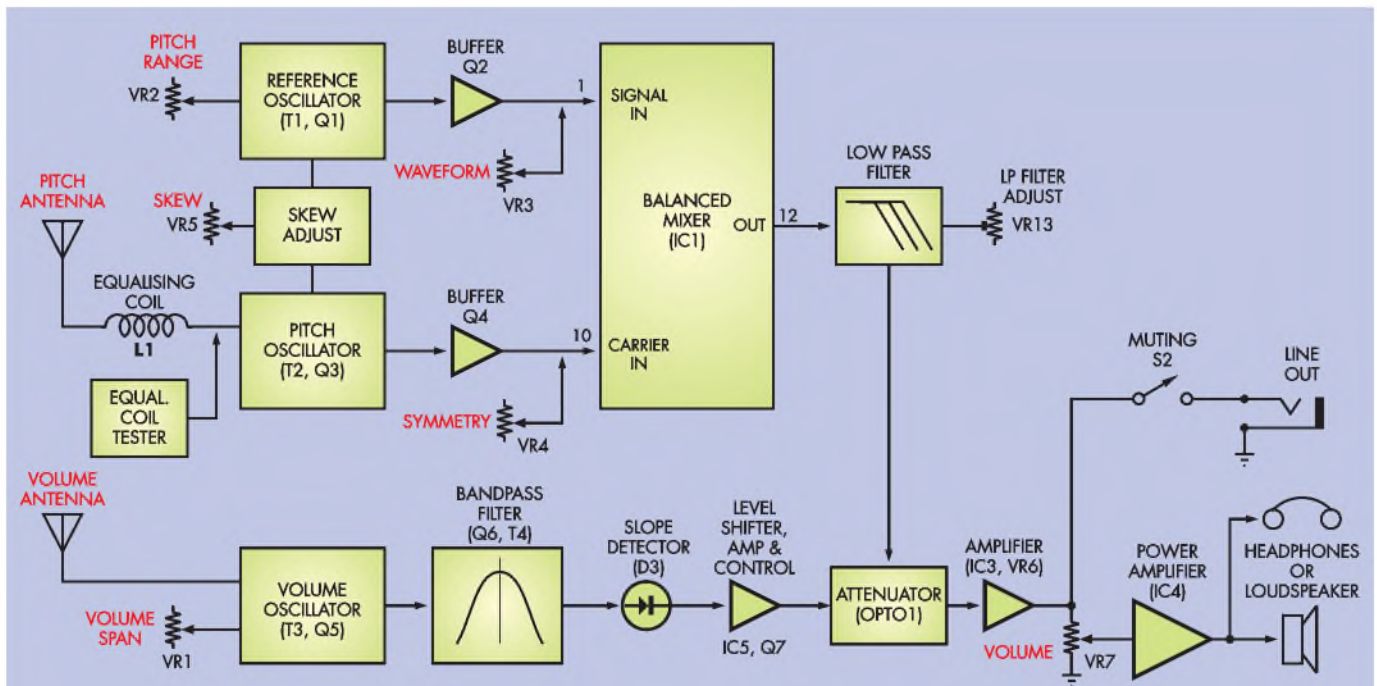 PITCH
RANGE
VR2
REFERENCE
OSCILLATOR
(T1, Q1)
BUFFER
Q2
1
SIGNAL
IN
WAVEFORM
VR3
PITCH
ANTENNA
SKEW
VR5
SKEW
ADJUST
EQUALISING
COIL
L1
PITCH
OSCILLATOR
(T2, Q3)
BUFFER
Q4
10
CARRIER
IN
SYMMETRY
VR4
EQUAL.
COIL
TESTER
BALANCED
MIXER
(IC1)
OUT
12
LOW PASS
FILTER
LP FILTER
ADJUST
VR13
MUTING
S2
LINE
OUT
VOLUME
ANTENNA
VOLUME
SPAN
VR1
VOLUME
OSCILLATOR
(T3, Q5)
BANDPASS
FILTER
(Q6, T4)
SLOPE
DETECTOR
(D3)
LEVEL
SHIFTER,
AMP &
CONTROL
IC5, Q7
ATTENUATOR
(OPTO1)
AMPLIFIER
(IC3, VR6)
VOLUME
VR7
POWER
AMPLIFIER
(IC4)
HEADPHONES
OR
LOUDSPEAKER